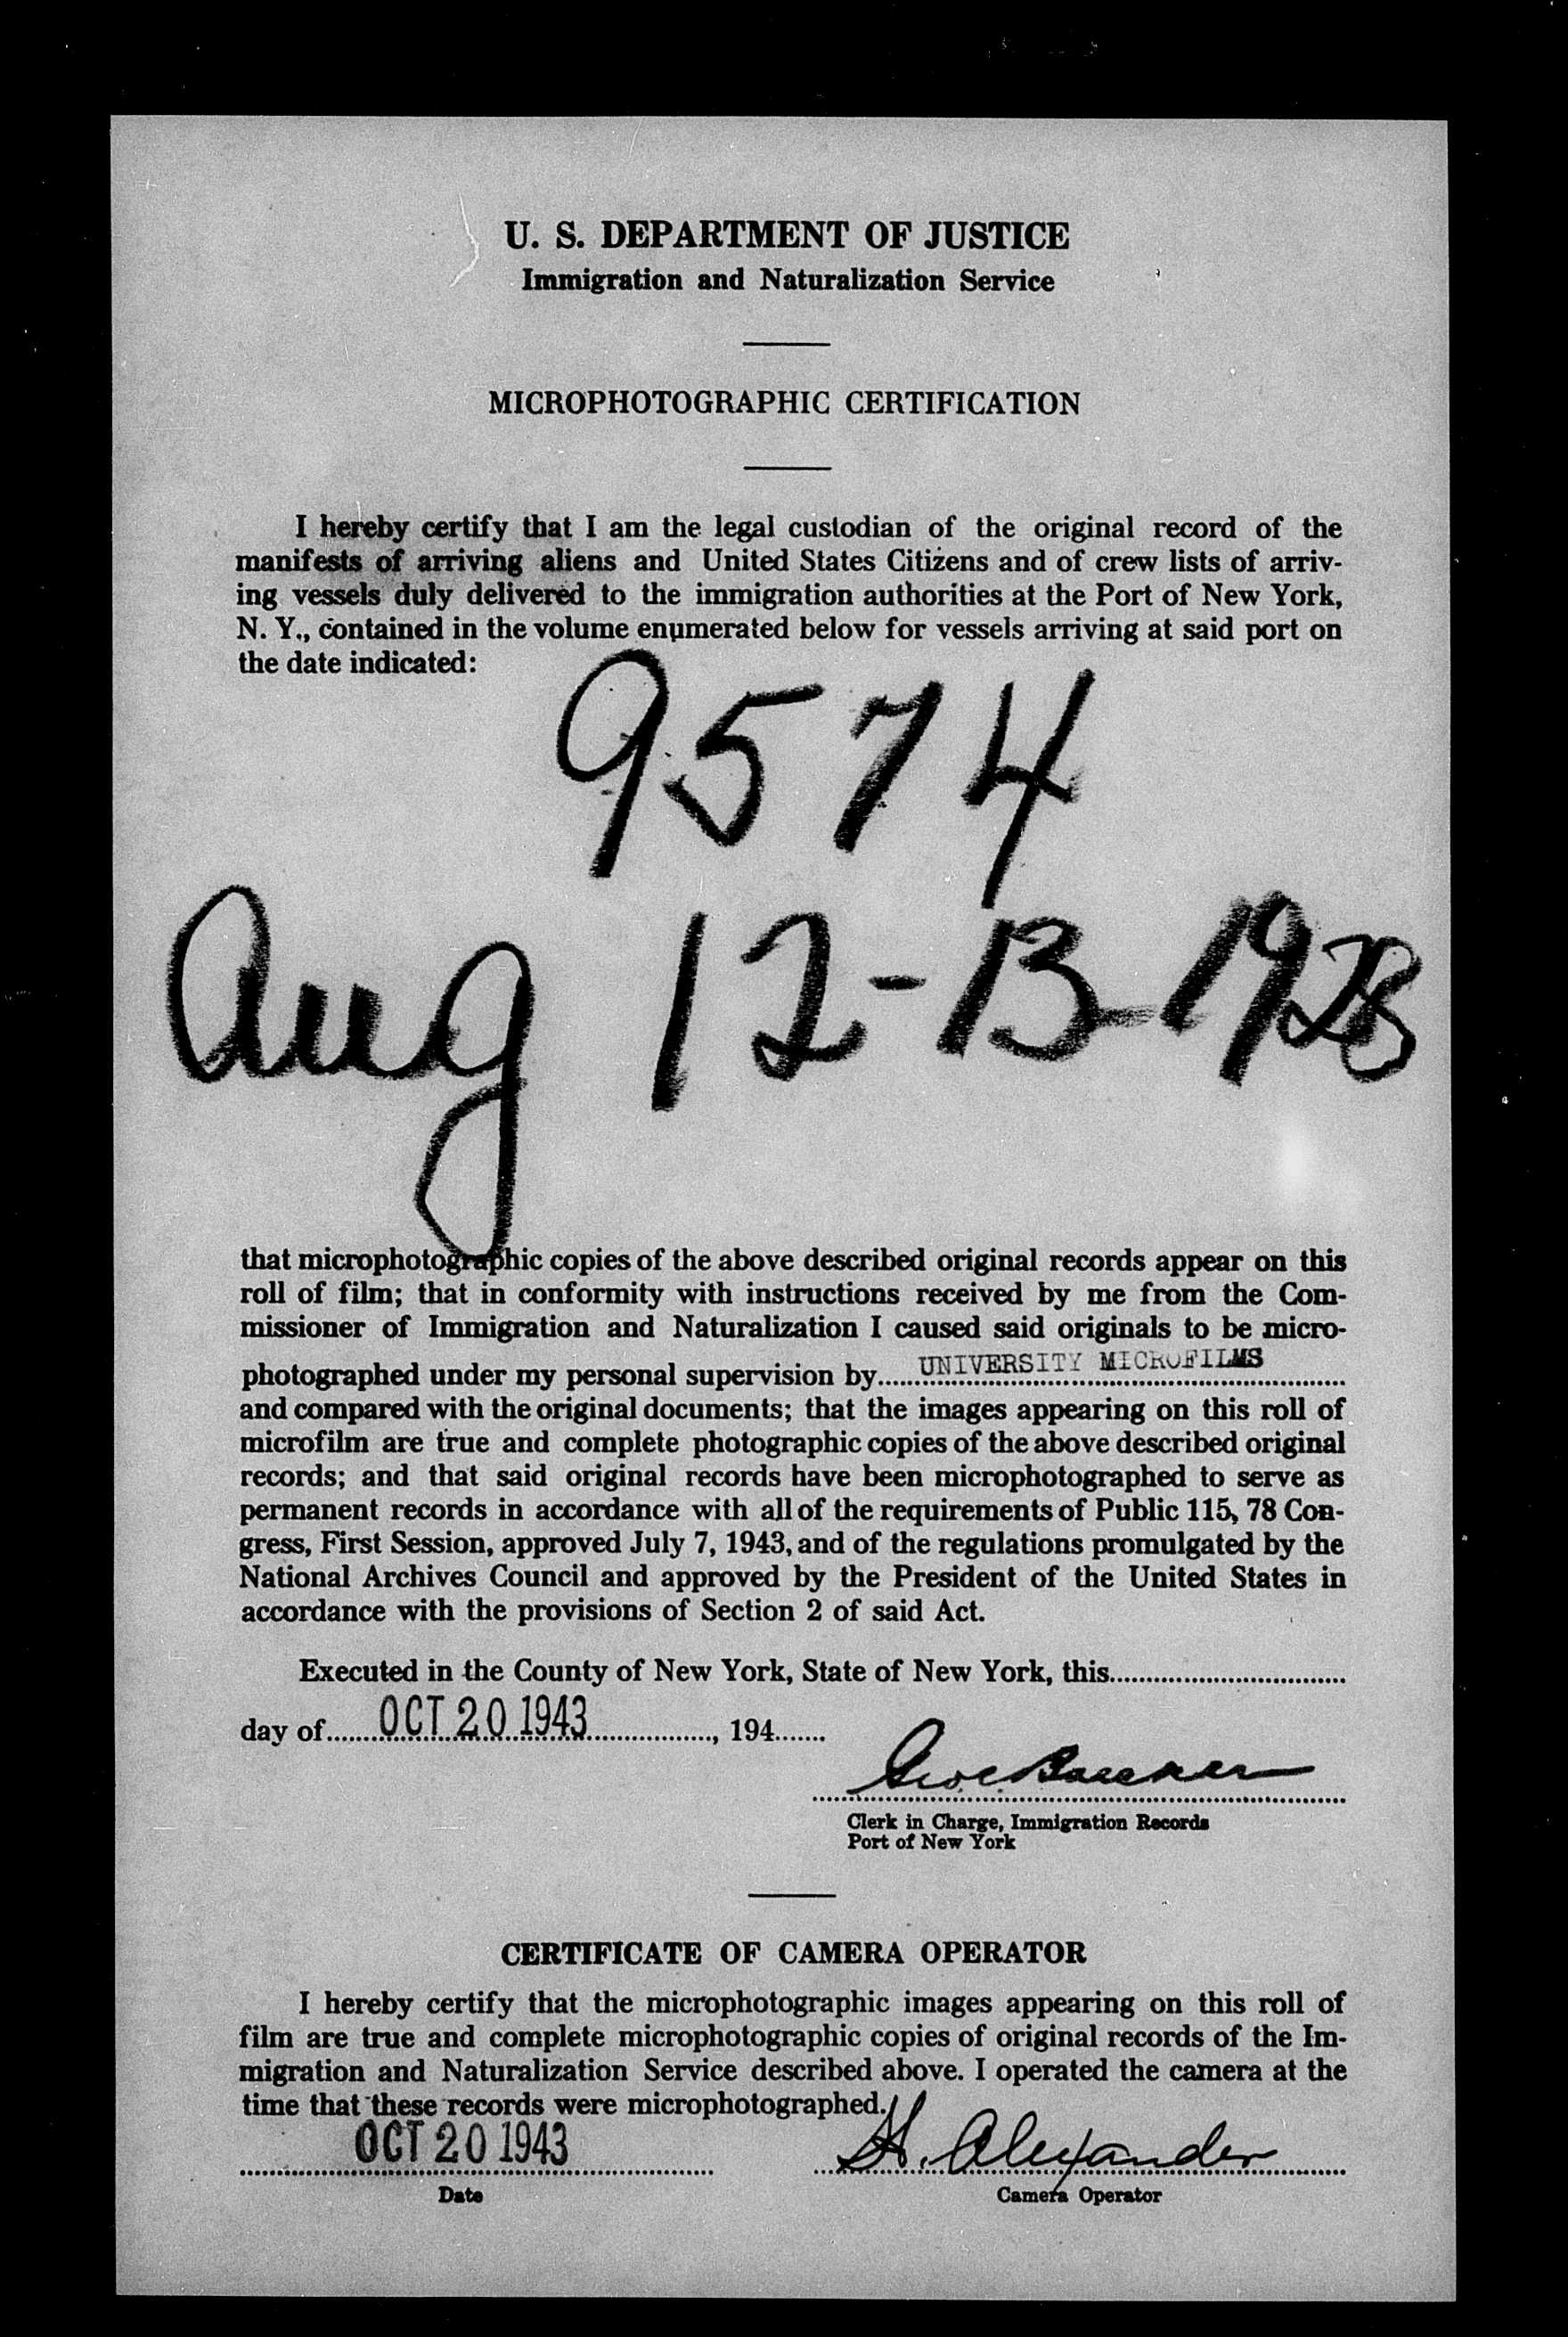 U. S. DEPARTMENT OF JUSTICE
Immigration and Naturalization Service
MICROPHOTOGRAPHIC CERTIFICATION
I hereby certify that I am the legal custodian of the original record of the
manifests of arriving aliens and United States Citizens and of crew lists of arriv-
ing vessels duly delivered to the immigration authorities at the Port of New York,
N. Y., contained in the volume enumerated below for vessels arriving at said port on
the date indicated:
9574
Aug 12-13-1928
that microphotographic copies of the above described original records appear on this
roll of film; that in conformity with instructions received by me from the Com-
missioner of Immigration and Naturalization I caused said originals to be micro-
photographed under my personal supervision by UNIVERSITY MICROFILMS
and compared with the original documents; that the images appearing on this roll of
microfilm are true and complete photographic copies of the above described original
records; and that said original records have been microphotographed to serve as
permanent records in accordance with all of the requirements of Public 115, 78 Con-
gress, First Session, approved July 7, 1943, and of the regulations promulgated by the
National Archives Council and approved by the President of the United States in
accordance with the provisions of Section 2 of said Act.
Executed in the County of New York, State of New York, this
day of OCT 20 1943, 194
Clerk in Charge, Immigration Records
Port of New York
CERTIFICATE OF CAMERA OPERATOR
I hereby certify that the microphotographic images appearing on this roll of
film are true and complete microphotographic copies of original records of the Im-
migration and Naturalization Service described above. I operated the camera at the
time that these records were microphotographed.
OCT 20 1943 H. Alexander
Date Camera Operator